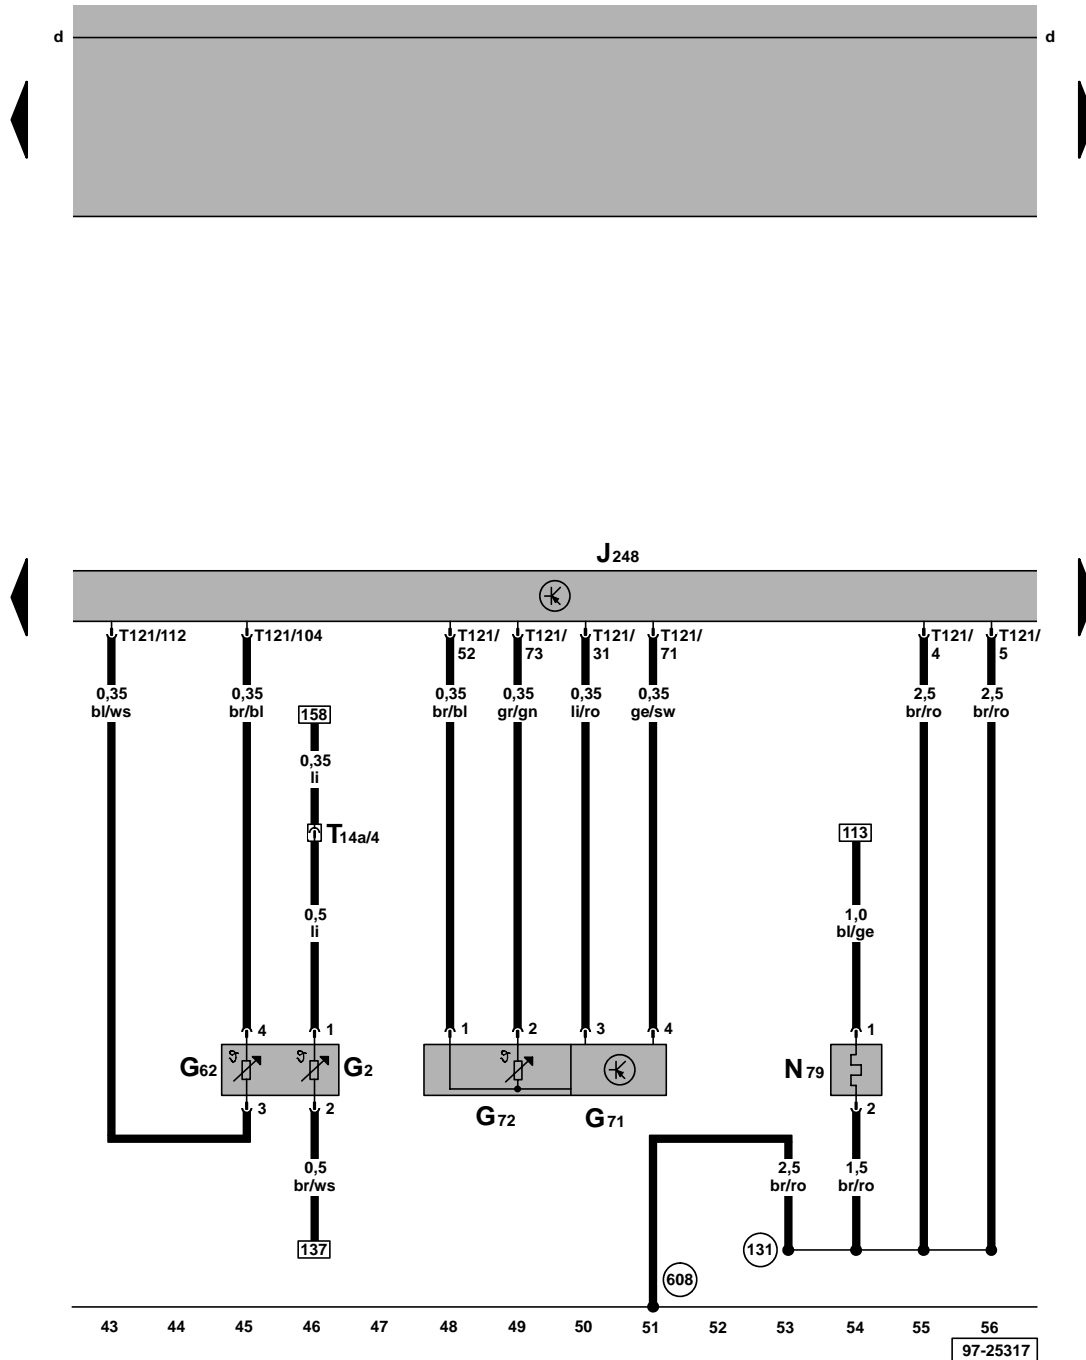 d d
J248
T121/112 T121/104 T121/ T121/ T121/ T121/ T121/ T121/
52 73 31 71 4 5
0,35 0,35 0,35 0,35 0,35 0,35 2,5 2,5
bl/ws br/bl br/bl gr/gn li/ro ge/sw br/ro br/ro
158
0,35
li
T14a/4 113
0,5 1,0
li bl/ge
4 1 1 2 3 4 1
G62 ϑ ϑ G2 ϑ N79
3 2 2
G72 G71
0,5 2,5 1,5
br/ws br/ro br/ro
137 131
608
43 44 45 46 47 48 49 50 51 52 53 54 55 56
97-25317